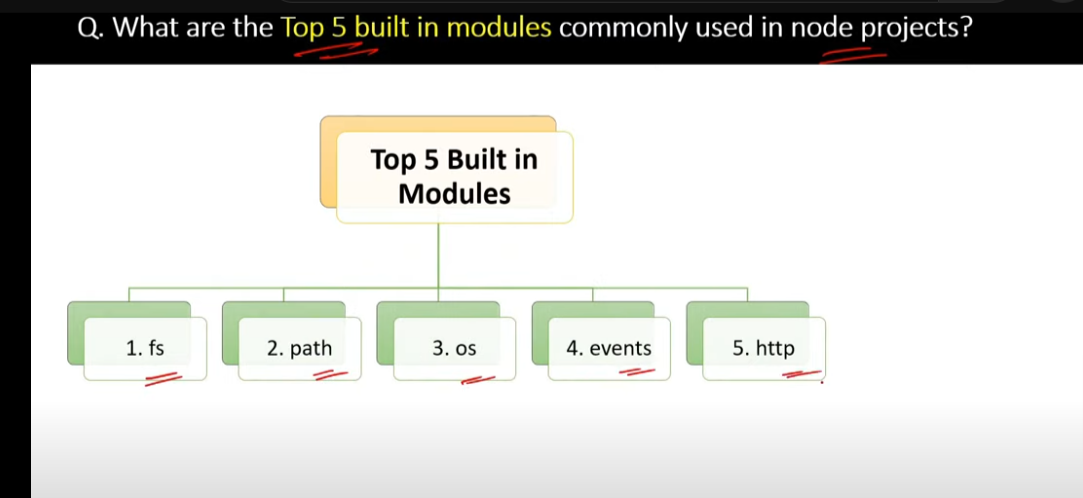 Q. What are the Top 5 built in modules commonly used in node projects?
Top 5 Built in
Modules
1. fs
2. path
3. os
4. events
5. http